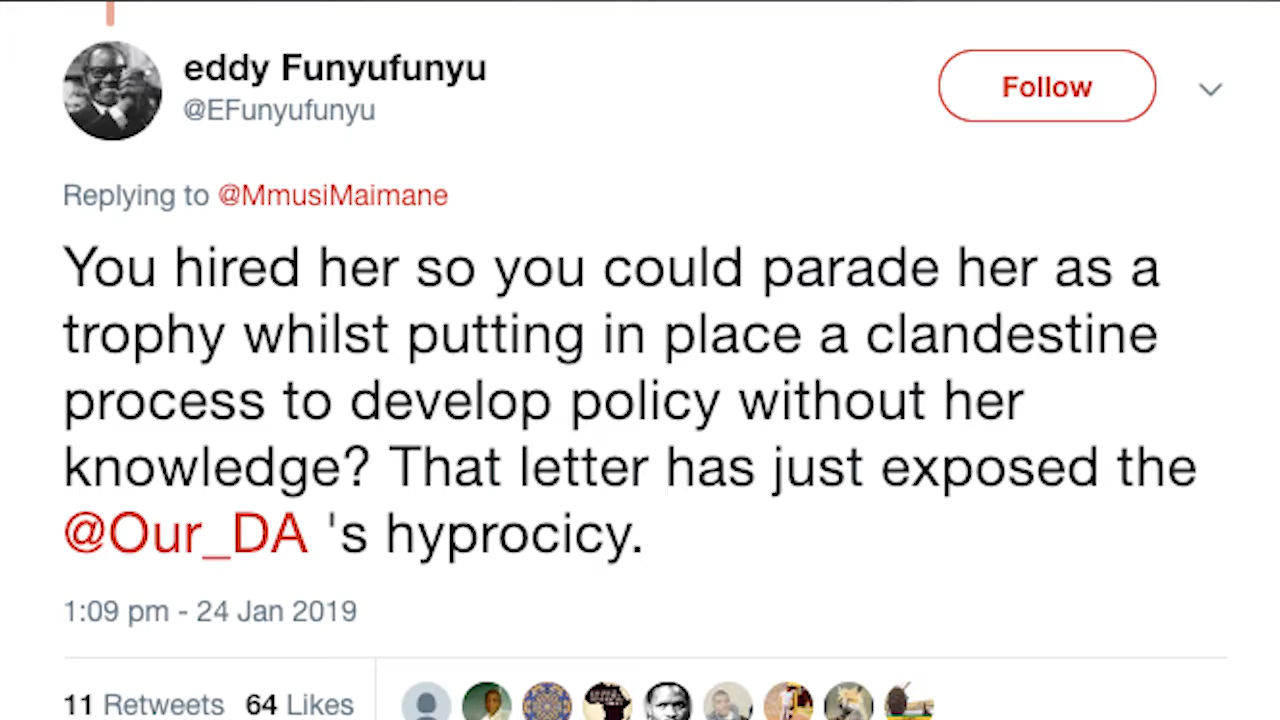 eddy Funyufunyu
@EFunyufunyu
Follow
Replying to @MmusiMaimane
You hired her so you could parade her as a
trophy whilst putting in place a clandestine
process to develop policy without her
knowledge? That letter has just exposed the
@Our_DA 's hyprocicy.
1:09 pm - 24 Jan 2019
11 Retweets 64 Likes